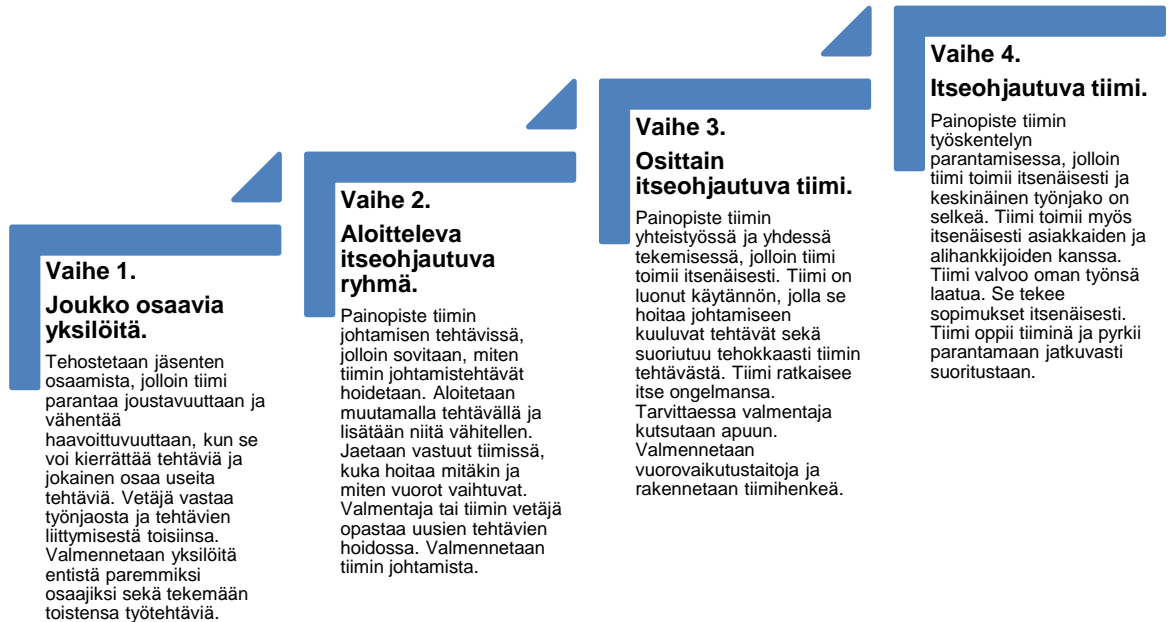 Vaihe 1.
Joukko osaavia
yksilöitä.
Tehostetaan jäsenten
osaamista, jolloin tiimi
parantaa joustavuuttaan ja
vähentää
haavoittuvuuttaan, kun se
voi kierrättää tehtäviä ja
jokainen osaa useita
tehtäviä. Vetäjä vastaa
työnjaosta ja tehtävien
liittymisestä toisiinsa.
Valmennetaan yksilöitä
entistä paremmiksi
osaajiksi sekä tekemään
toistensa työtehtäviä.
Vaihe 2.
Aloitteleva
itseohjautuva
ryhmä.
Painopiste tiimin
johtamisen tehtävissä,
jolloin sovitaan, miten
tiimin johtamistehtävät
hoidetaan. Aloitetaan
muutamalla tehtävällä ja
lisätään niitä vähitellen.
Jaetaan vastuut tiimissä,
kuka hoitaa mitäkin ja
miten vuorot vaihtuvat.
Valmentaja tai tiimin vetäjä
opastaa uusien tehtävien
hoidossa. Valmennetaan
tiimin johtamista.
Vaihe 3.
Osittain
itseohjautuva tiimi.
Painopiste tiimin
yhteistyössä ja yhdessä
tekemisessä, jolloin tiimi
toimii itsenäisesti. Tiimi on
luonut käytännön, jolla se
hoitaa johtamiseen
kuuluvat tehtävät sekä
suoriutuu tehokkaasti tiimin
tehtävästä. Tiimi ratkaisee
itse ongelmansa.
Tarvittaessa valmentaja
kutsutaan apuun.
Valmennetaan
vuorovaikutustaitoja ja
rakennetaan tiimihenkeä.
Vaihe 4.
Itseohjautuva tiimi.
Painopiste tiimin
työskentelyn
parantamisessa, jolloin
tiimi toimii itsenäisesti ja
keskinäinen työnjako on
selkeä. Tiimi toimii myös
itsenäisesti asiakkaiden ja
alihankkijoiden kanssa.
Tiimi valvoo oman työnsä
laatua. Se tekee
sopimukset itsenäisesti.
Tiimi oppii tiiminä ja pyrkii
parantamaan jatkuvasti
suoritustaan.